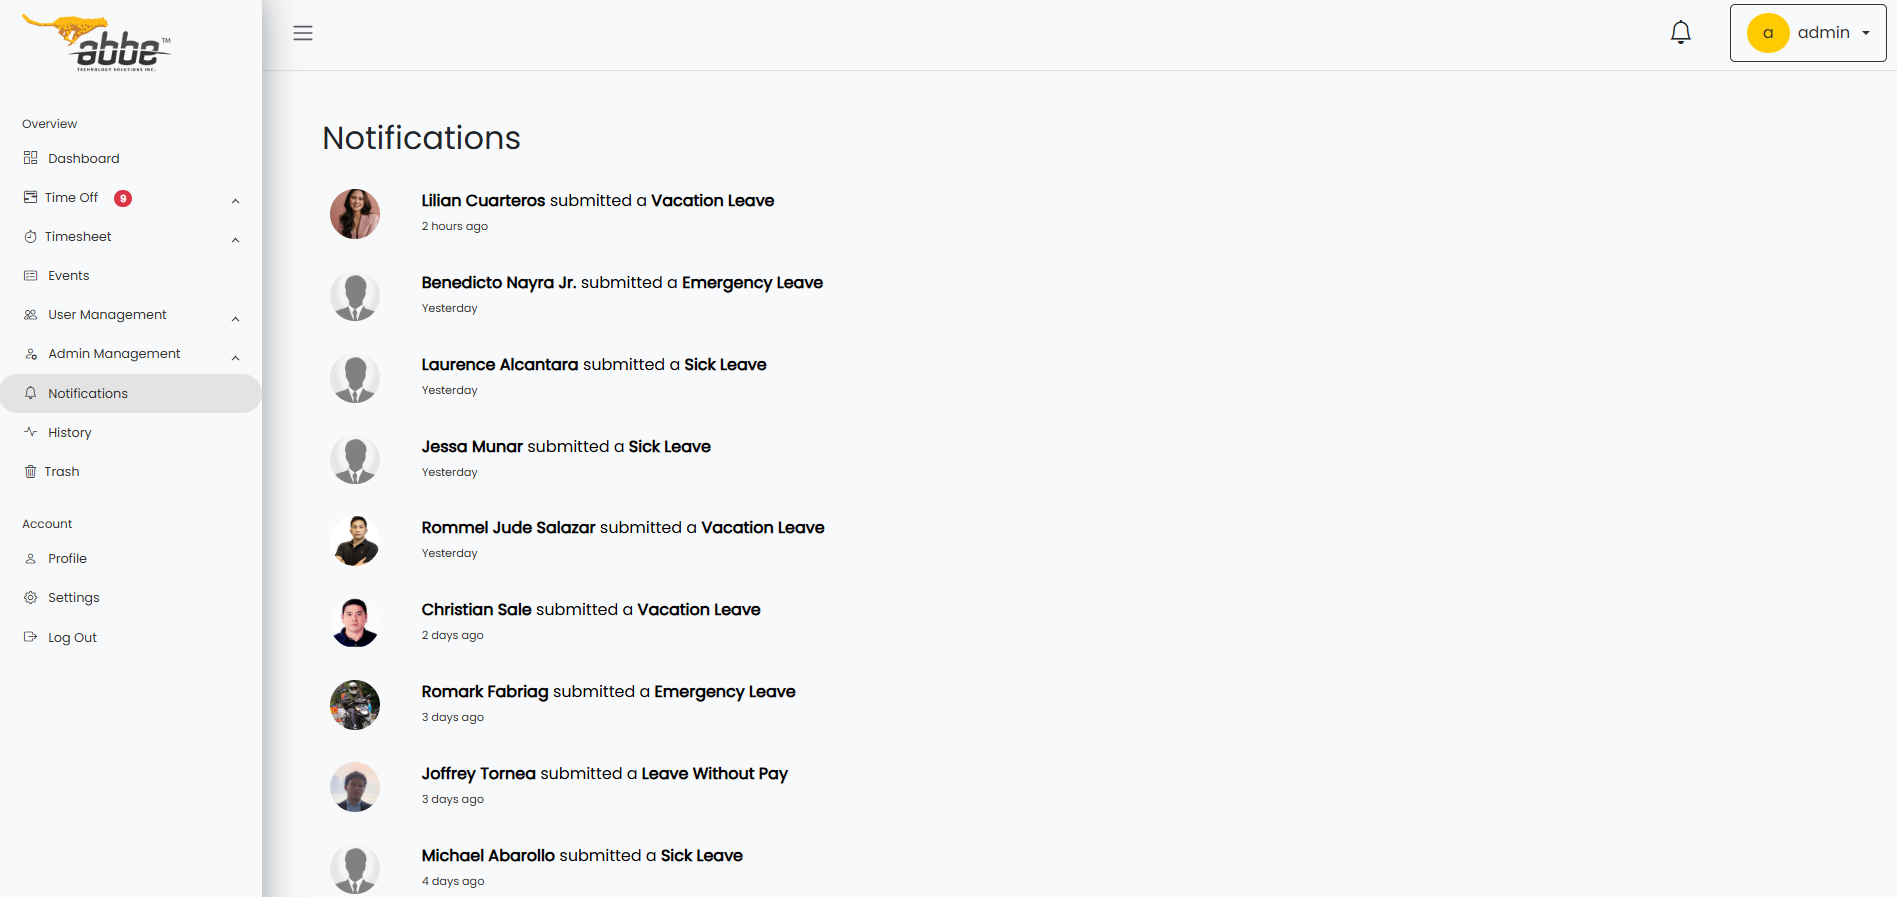 abbe™
TECHNOLOGY SOLUTIONS INC.
a admin
Overview
Dashboard
Time Off 9
Timesheet
Events
User Management
Admin Management
Notifications
History
Trash
Account
Profile
Settings
Log Out
Notifications
Lilian Cuarteros submitted a Vacation Leave
2 hours ago
Benedicto Nayra Jr. submitted a Emergency Leave
Yesterday
Laurence Alcantara submitted a Sick Leave
Yesterday
Jessa Munar submitted a Sick Leave
Yesterday
Rommel Jude Salazar submitted a Vacation Leave
Yesterday
Christian Sale submitted a Vacation Leave
2 days ago
Romark Fabriag submitted a Emergency Leave
3 days ago
Joffrey Tornea submitted a Leave Without Pay
3 days ago
Michael Abarollo submitted a Sick Leave
4 days ago